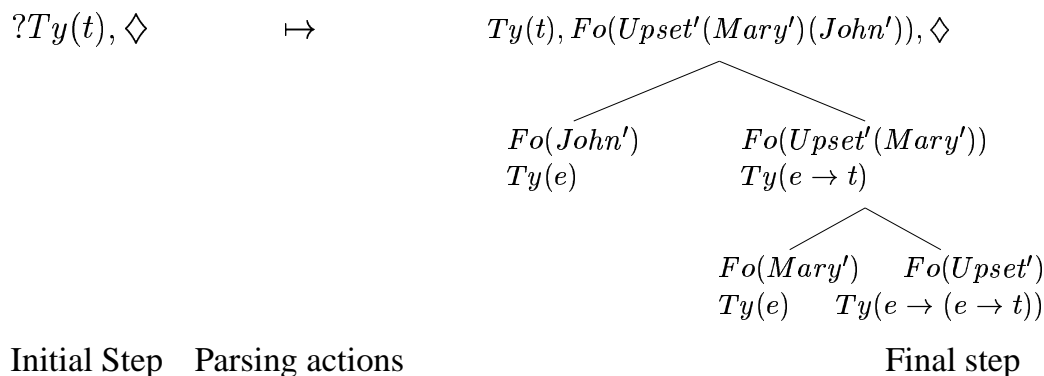 ?Ty(t), ♢ ↦ Ty(t), Fo(Upset′(Mary′)(John′)), ♢
Fo(John′) Fo(Upset′(Mary′))
Ty(e) Ty(e → t)
Fo(Mary′) Fo(Upset′)
Ty(e) Ty(e → (e → t))
Initial Step Parsing actions Final step